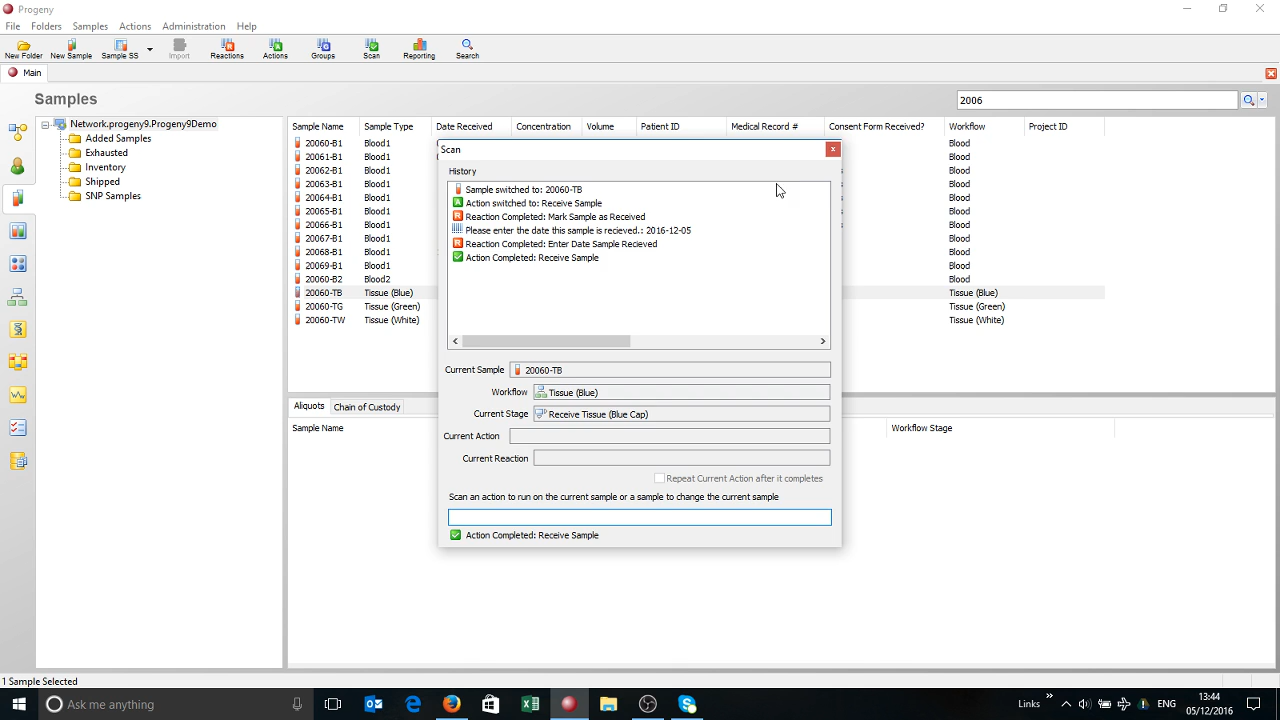 Progeny
File Folders Samples Actions Administration Help
New Folder New Sample Sample SS Import Reactions Actions Groups Scan Reporting Search
Main
Samples
2006
Network.progeny9.Progeny9Demo
Added Samples
Exhausted
Inventory
Shipped
SNP Samples
Sample Name Sample Type Date Received Concentration Volume Patient ID Medical Record # Consent Form Received? Workflow Project ID
20060-B1 Blood1 Blood
20061-B1 Blood1 Blood
20062-B1 Blood1 Blood
20063-B1 Blood1 Blood
20064-B1 Blood1 Blood
20065-B1 Blood1 Blood
20066-B1 Blood1 Blood
20067-B1 Blood1 Blood
20068-B1 Blood1 Blood
20069-B1 Blood1 Blood
20060-B2 Blood2 Blood
20060-TB Tissue (Blue) Tissue (Blue)
20060-TG Tissue (Green) Tissue (Green)
20060-TW Tissue (White) Tissue (White)
Scan
History
Sample switched to: 20060-TB
Action switched to: Receive Sample
Reaction Completed: Mark Sample as Received
Please enter the date this sample is recieved.: 2016-12-05
Reaction Completed: Enter Date Sample Recieved
Action Completed: Receive Sample
Current Sample 20060-TB
Workflow Tissue (Blue)
Current Stage Receive Tissue (Blue Cap)
Current Action
Current Reaction
Repeat Current Action after it completes
Scan an action to run on the current sample or a sample to change the current sample
Action Completed: Receive Sample
Aliquots Chain of Custody
Sample Name Workflow Stage
1 Sample Selected
Ask me anything
Links
ENG
13:44
05/12/2016